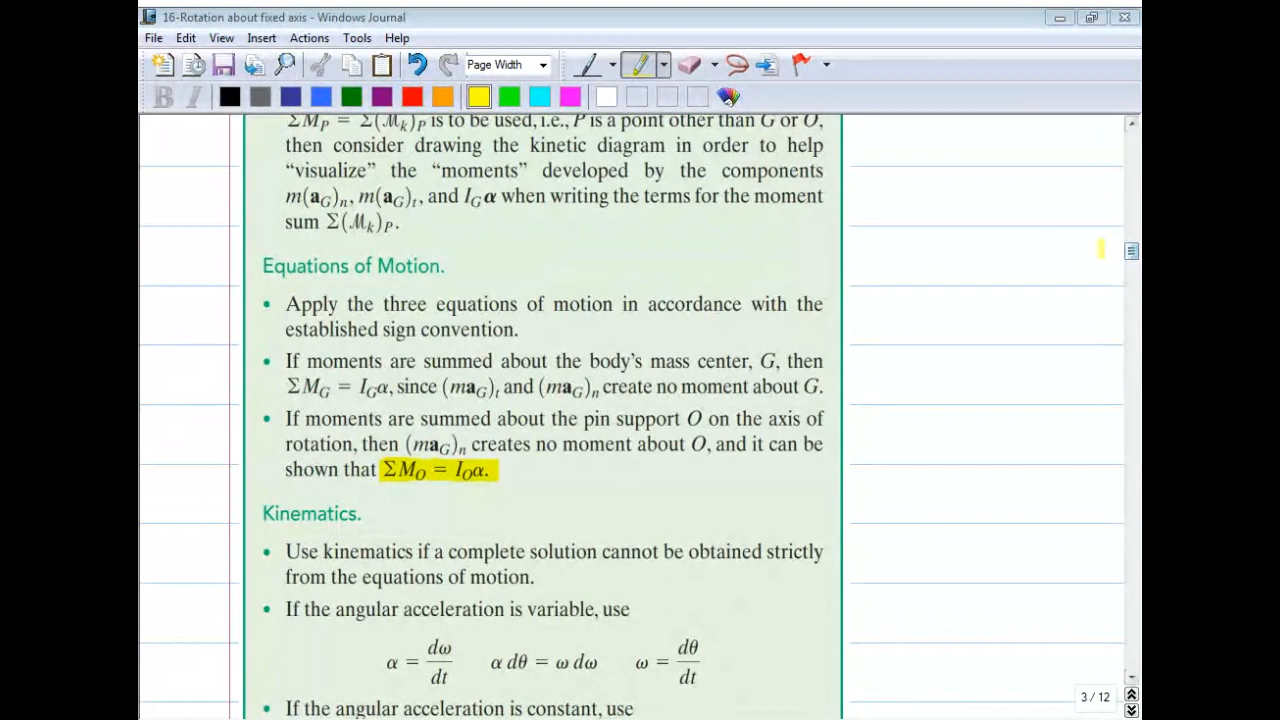 16-Rotation about fixed axis - Windows Journal
File Edit View Insert Actions Tools Help
Page Width
B I
ΣM_P = Σ(ℳ_k)_P is to be used, i.e., P is a point other than G or O,
then consider drawing the kinetic diagram in order to help
“visualize” the “moments” developed by the components
m(a_G)_n, m(a_G)_t, and I_Gα when writing the terms for the moment
sum Σ(ℳ_k)_P.
Equations of Motion.
• Apply the three equations of motion in accordance with the
established sign convention.
• If moments are summed about the body’s mass center, G, then
ΣM_G = I_Gα, since (ma_G)_t and (ma_G)_n create no moment about G.
• If moments are summed about the pin support O on the axis of
rotation, then (ma_G)_n creates no moment about O, and it can be
shown that ΣM_O = I_Oα.
Kinematics.
• Use kinematics if a complete solution cannot be obtained strictly
from the equations of motion.
• If the angular acceleration is variable, use
α = dω/dt α dθ = ω dω ω = dθ/dt
• If the angular acceleration is constant, use
3 / 12